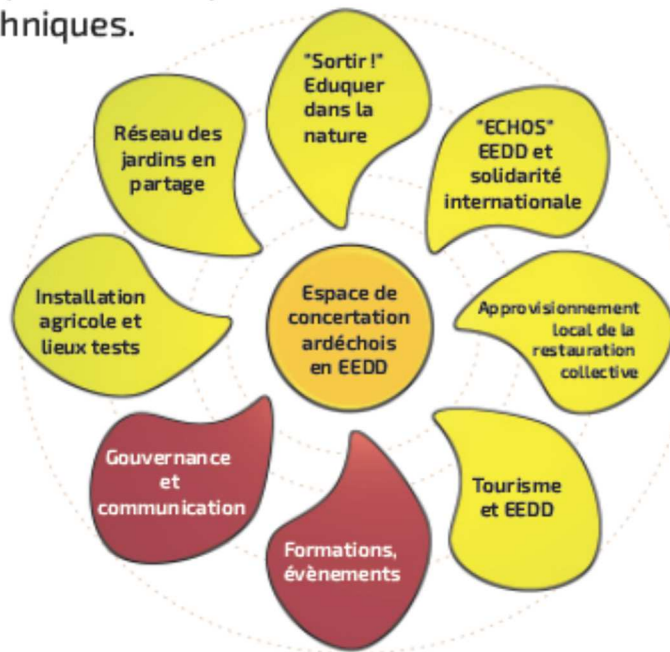 hniques.
"Sortir !"
Eduquer
dans la
nature
"ECHOS"
EEDD et
solidarité
internationale
Approvisionnement
local de la
restauration
collective
Tourisme
et EEDD
Formations,
évènements
Gouvernance
et
communication
Installation
agricole et
lieux tests
Réseau des
jardins en
partage
Espace de
concertation
ardéchois
en EEDD